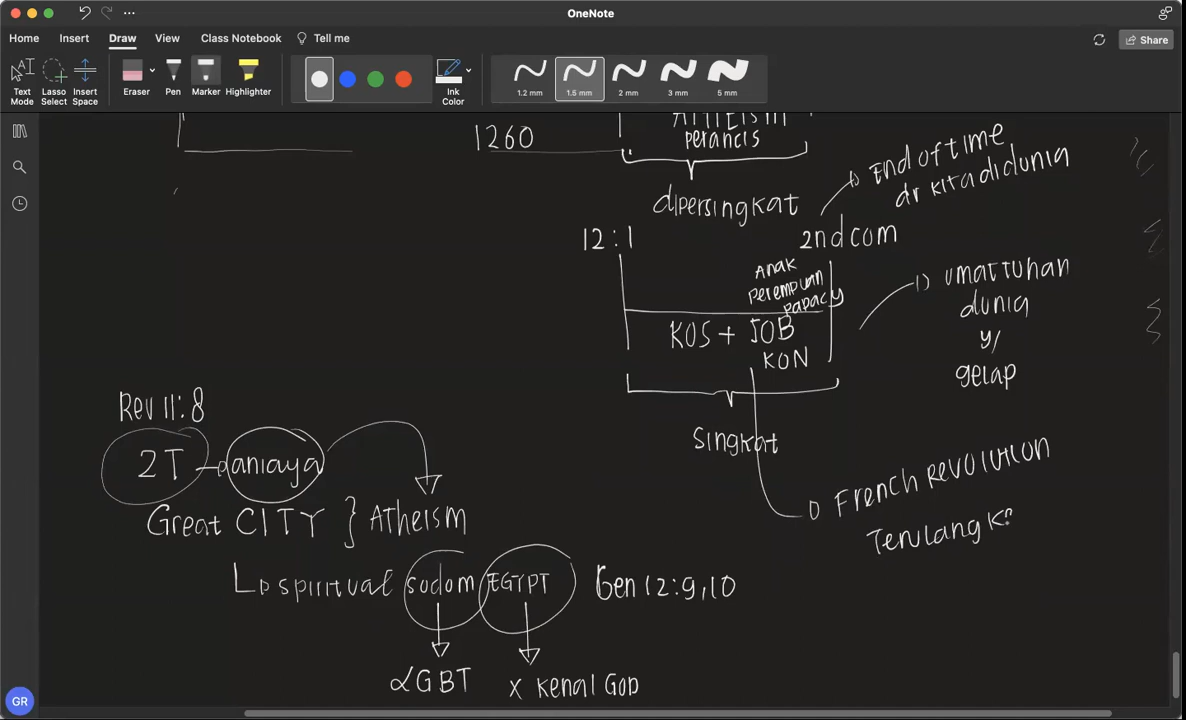 OneNote
Home Insert Draw View Class Notebook Tell me
Share
Text Mode
Lasso Select
Insert Space
Eraser
Pen
Marker
Highlighter
Ink Color
1.2 mm
1.5 mm
2 mm
3 mm
5 mm
1260
ATHEISM
perancis
dipersingkat
End of time
dr kita di dunia
12:1
2nd com
Anak
perempuan
papacy
KOS + JOB
KON
1) umat tuhan
dunia
y/
gelap
singkat
Rev 11:8
2T
aniaya
Great CITY } Atheism
spiritual sodom EGYPT Gen 12:9,10
LGBT x kenal GOD
French Revolution
Terulang K
GR